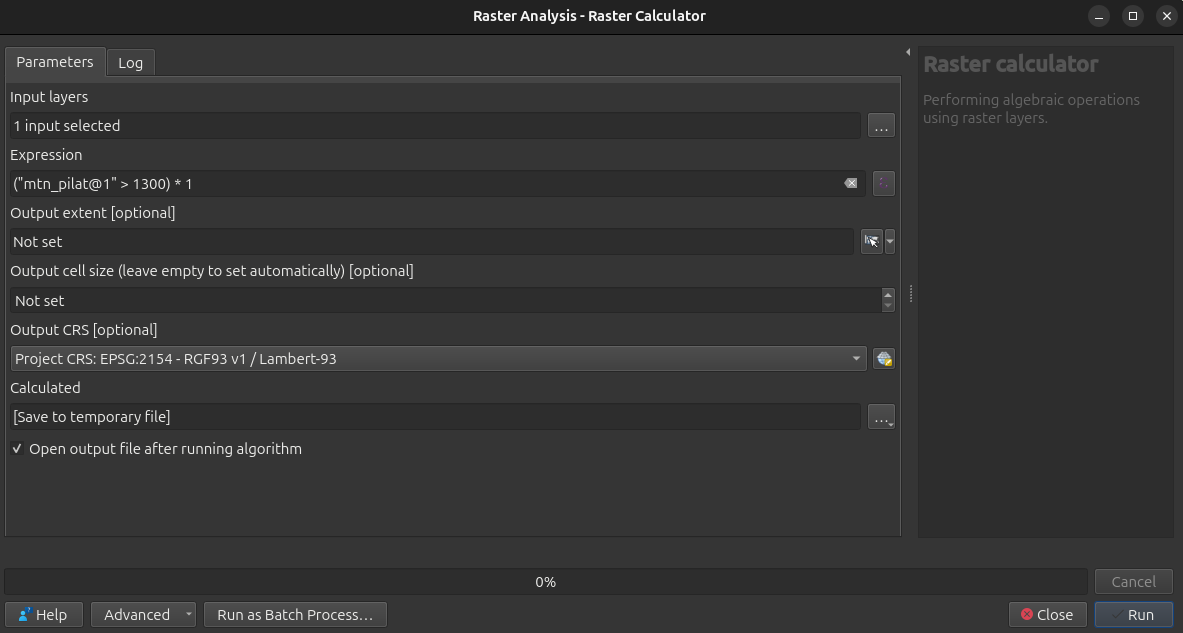 Raster Analysis - Raster Calculator
Parameters
Log
Input layers
1 input selected
...
Expression
("mtn_pilat@1" > 1300) * 1
Output extent [optional]
Not set
Output cell size (leave empty to set automatically) [optional]
Not set
Output CRS [optional]
Project CRS: EPSG:2154 - RGF93 v1 / Lambert-93
Calculated
[Save to temporary file]
...
Open output file after running algorithm
Raster calculator
Performing algebraic operations
using raster layers.
0%
Cancel
Help
Advanced
Run as Batch Process...
Close
Run